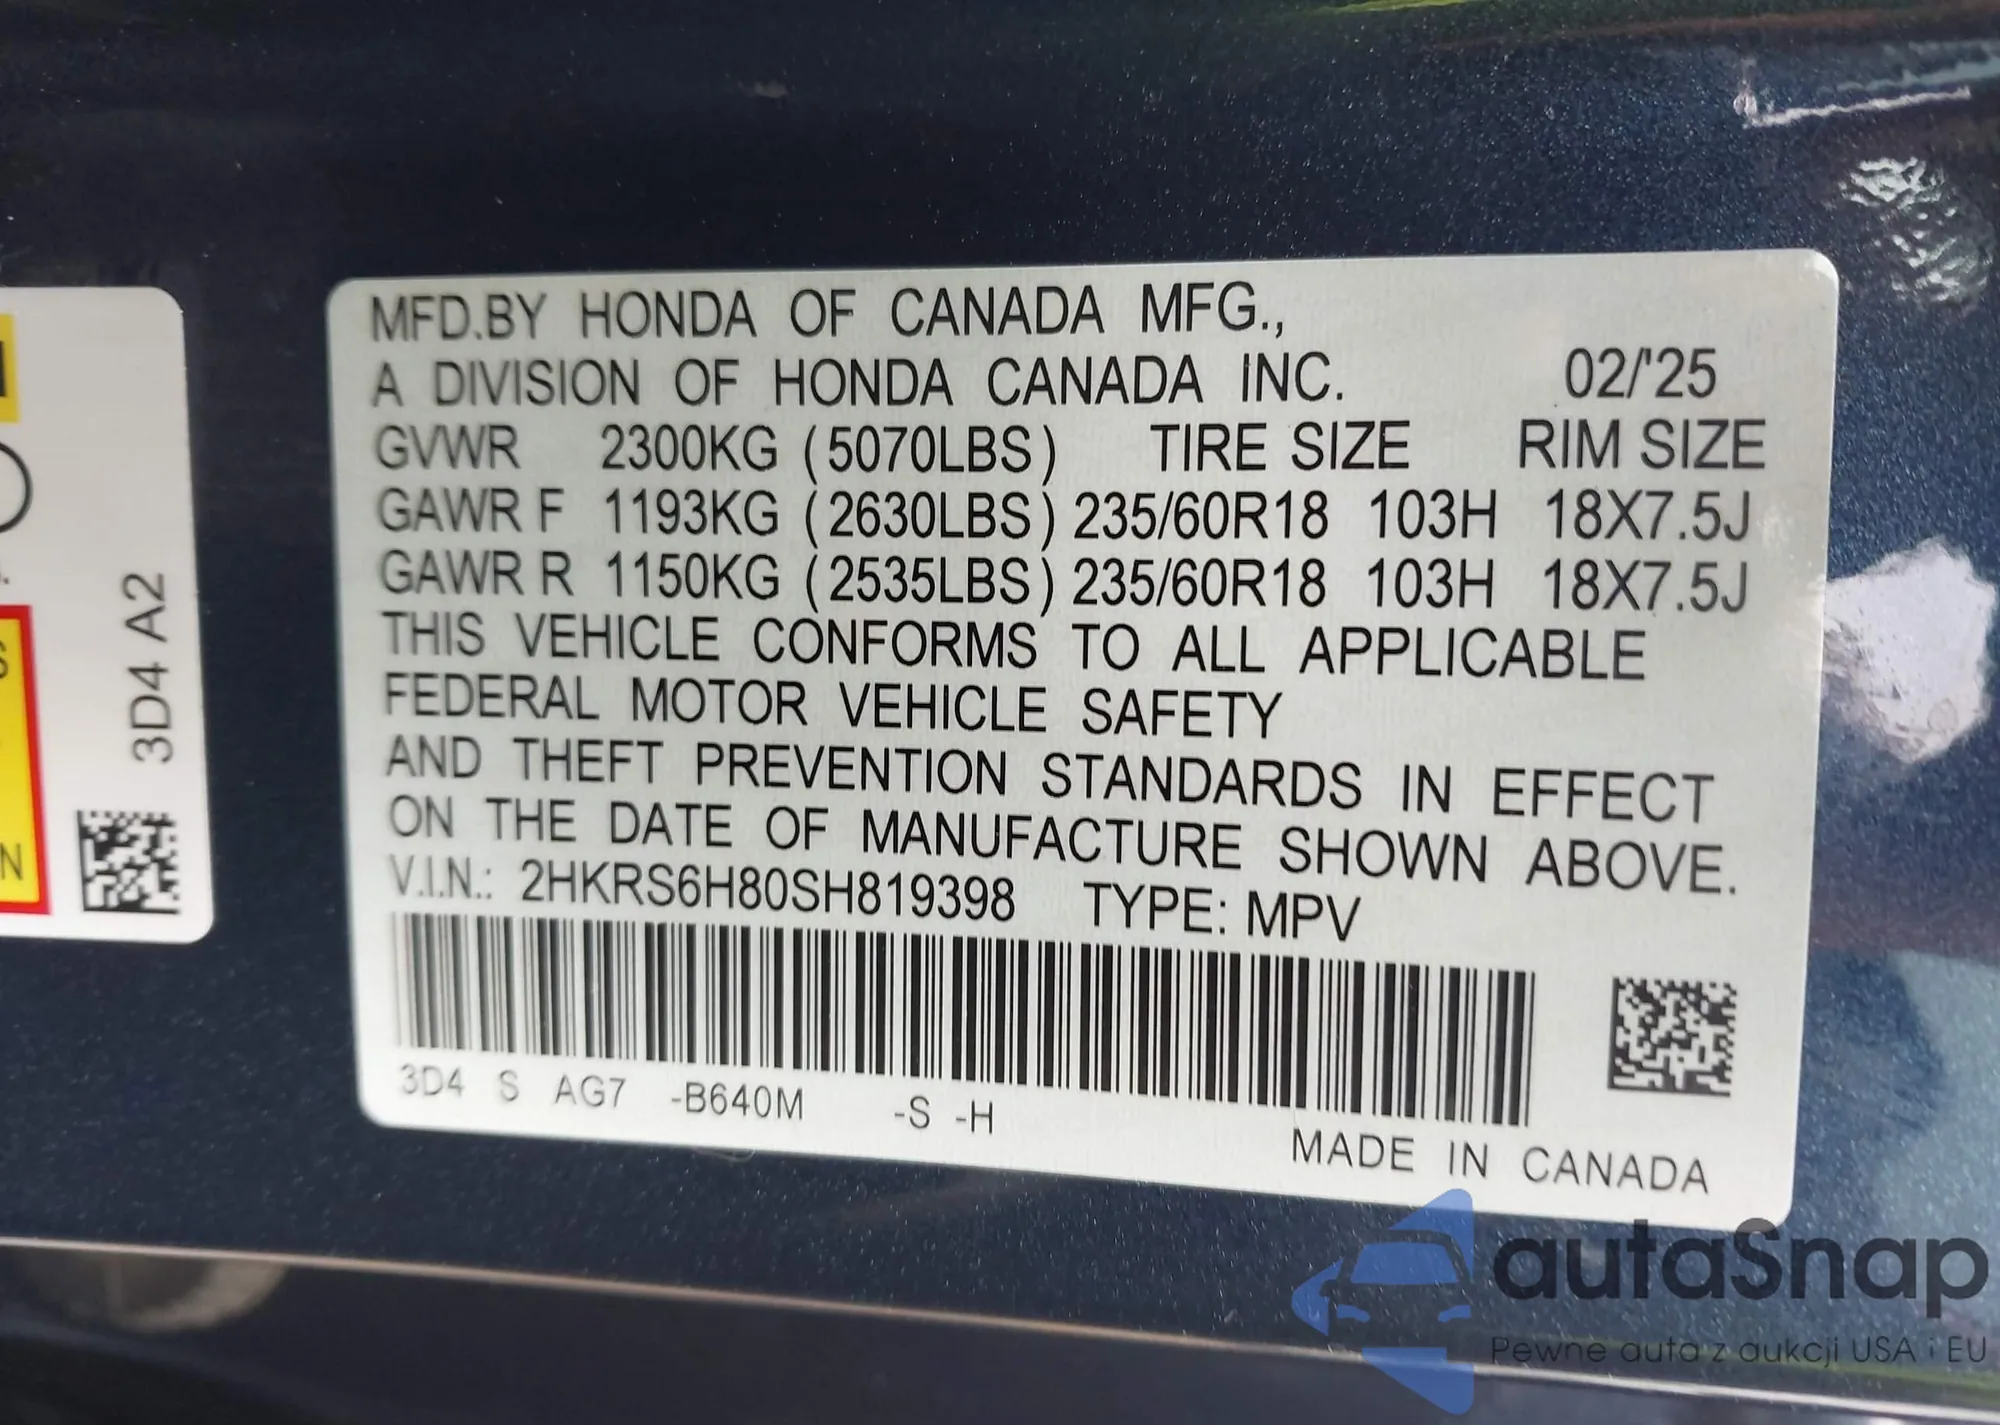 MFD.BY HONDA OF CANADA MFG.,
A DIVISION OF HONDA CANADA INC. 02/'25
GVWR 2300KG (5070LBS) TIRE SIZE RIM SIZE
GAWR F 1193KG (2630LBS) 235/60R18 103H 18X7.5J
GAWR R 1150KG (2535LBS) 235/60R18 103H 18X7.5J
THIS VEHICLE CONFORMS TO ALL APPLICABLE
FEDERAL MOTOR VEHICLE SAFETY
AND THEFT PREVENTION STANDARDS IN EFFECT
ON THE DATE OF MANUFACTURE SHOWN ABOVE.
V.I.N.: 2HKRS6H80SH819398 TYPE: MPV
3D4 S AG7 -B640M -S -H
MADE IN CANADA
3D4 A2
autaSnap
Pewne auta z aukcji USA i EU